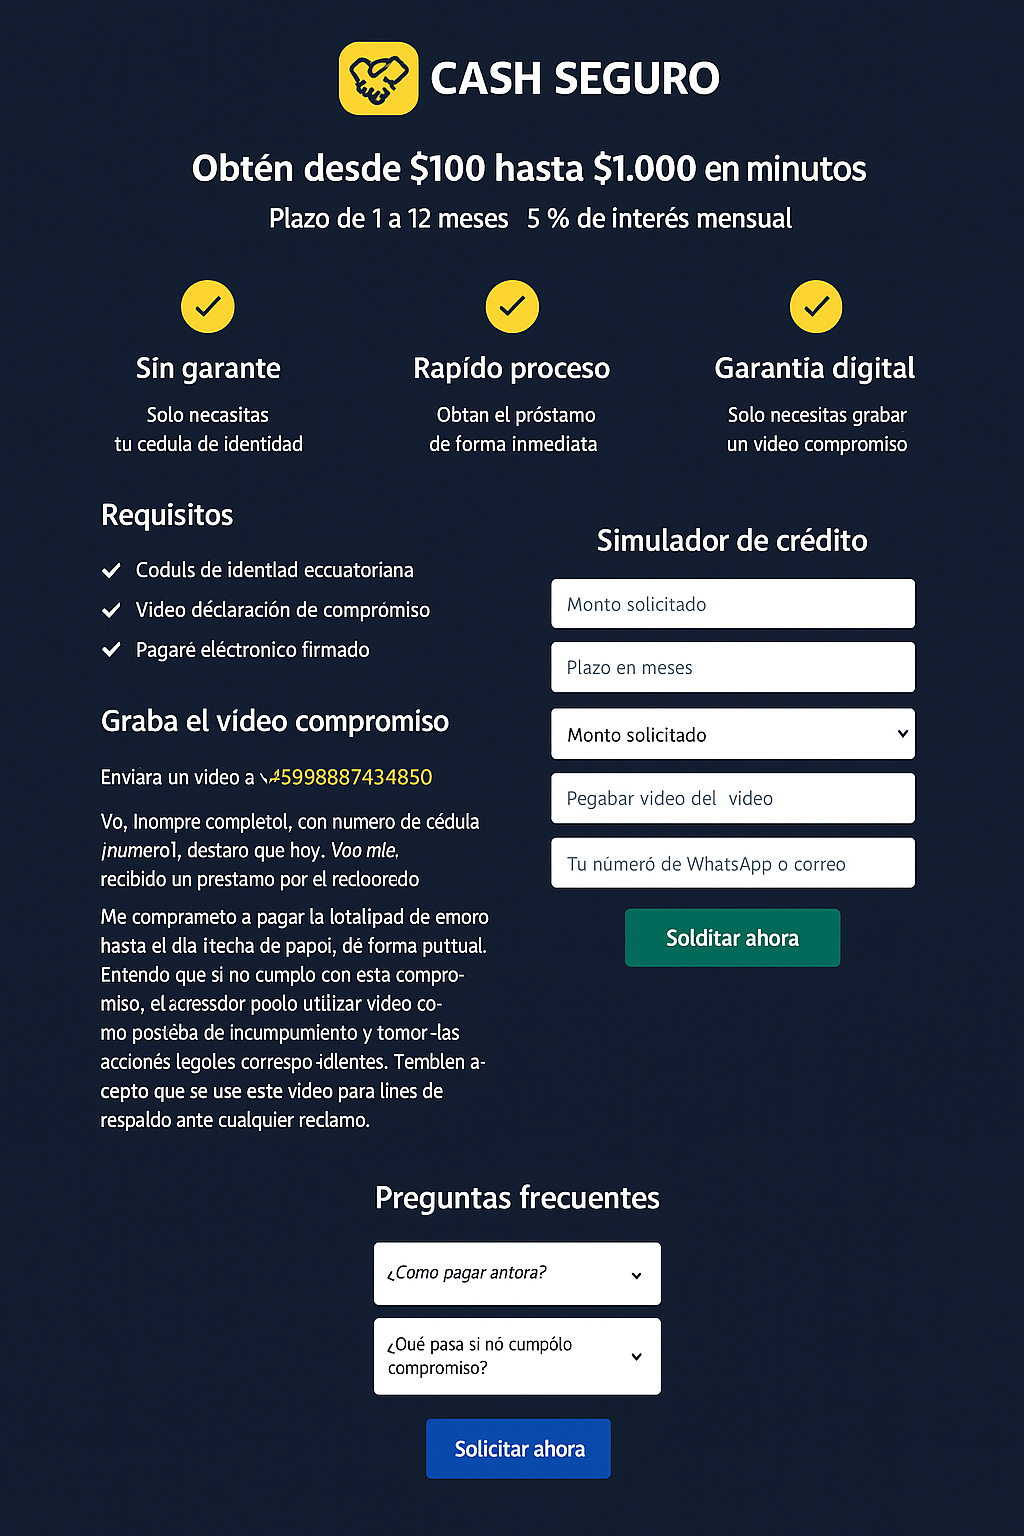 CASH SEGURO
Obtén desde $100 hasta $1.000 en minutos
Plazo de 1 a 12 meses 5 % de interés mensual
Sin garante
Solo necasitas
tu cedula de identidad
Rapído proceso
Obtan el próstamo
de forma inmediata
Garantia digital
Solo necesitas grabar
un video compromiso
Requisitos
Coduls de identlad eccuatoriana
Video déclaración de comprómiso
Pagaré eléctronico firmado
Graba el vídeo compromiso
Enviara un video a 5998887434850
Vo, Inompre completol, con numero de cédula
jnumero1, destaro que hoy. Voo mle,
recibido un prestamo por el reclooredo
Me comprameto a pagar la lotalipad de emoro
hasta el dla itecha de papoi, dé forma puttual.
Entendo que si no cumplo con esta compro-
miso, el acressdor poolo utilizar video co-
mo postéba de incumpumiento y tomor-las
accionés legoles correspo-idlentes. Temblen a-
cepto que se use este video para lines de
respaldo ante cualquier reclamo.
Simulador de crédito
Monto solicitado
Plazo en meses
Monto solicitado
Pegabar video del video
Tu númeró de WhatsApp o correo
Solditar ahora
Preguntas frecuentes
¿Como pagar antora?
¿Oué pasa si nó cumpólo
compromiso?
Solicitar ahora